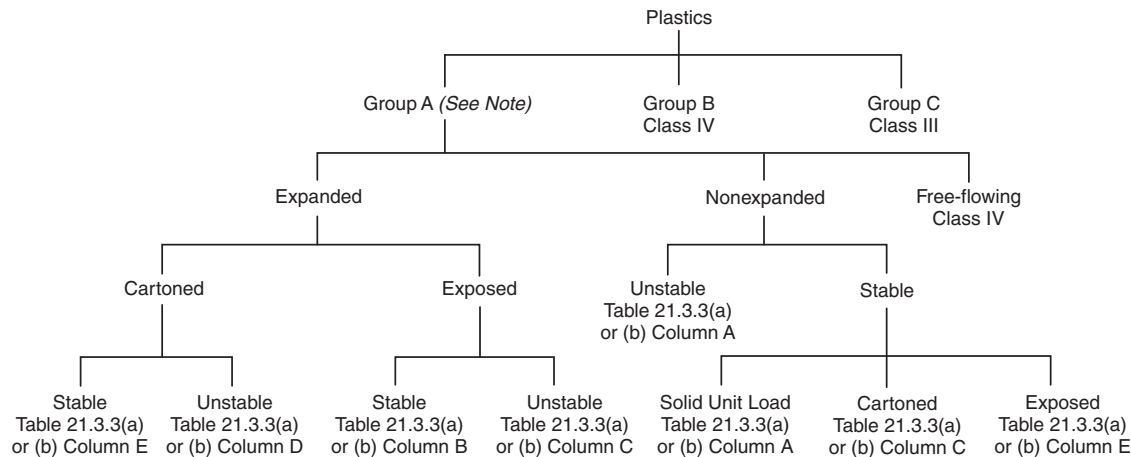 Plastics
Group A (See Note)
Group B
Class IV
Group C
Class III
Expanded
Nonexpanded
Free-flowing
Class IV
Cartoned
Exposed
Unstable
Table 21.3.3(a)
or (b) Column A
Stable
Stable
Table 21.3.3(a)
or (b) Column E
Unstable
Table 21.3.3(a)
or (b) Column D
Stable
Table 21.3.3(a)
or (b) Column B
Unstable
Table 21.3.3(a)
or (b) Column C
Solid Unit Load
Table 21.3.3(a)
or (b) Column A
Cartoned
Table 21.3.3(a)
or (b) Column C
Exposed
Table 21.3.3(a)
or (b) Column E